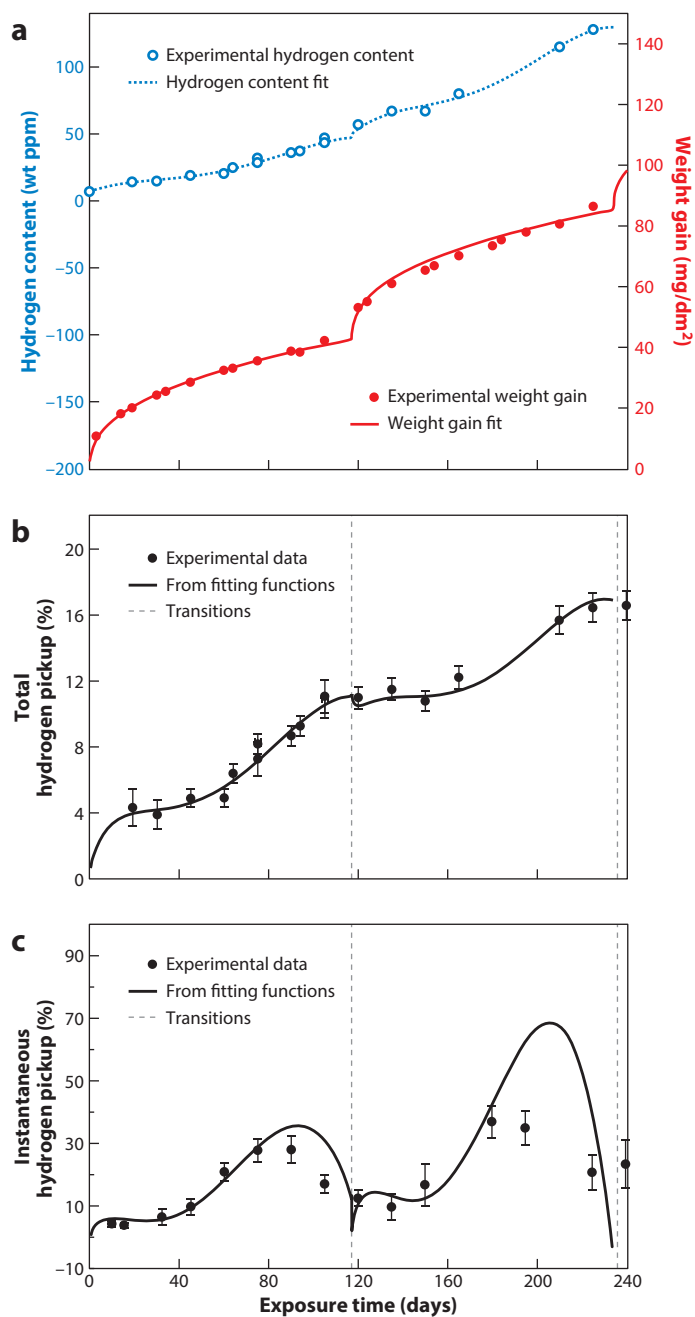 a
Experimental hydrogen content
Hydrogen content fit
Hydrogen content (wt ppm)
100
50
0
–50
–100
–150
–200
Weight gain (mg/dm2)
140
120
100
80
60
40
20
0
Experimental weight gain
Weight gain fit
b
Experimental data
From fitting functions
Transitions
Total
hydrogen pickup (%)
20
16
12
8
4
0
c
Experimental data
From fitting functions
Transitions
Instantaneous
hydrogen pickup (%)
90
70
50
30
10
–10
0 40 80 120 160 200 240
Exposure time (days)